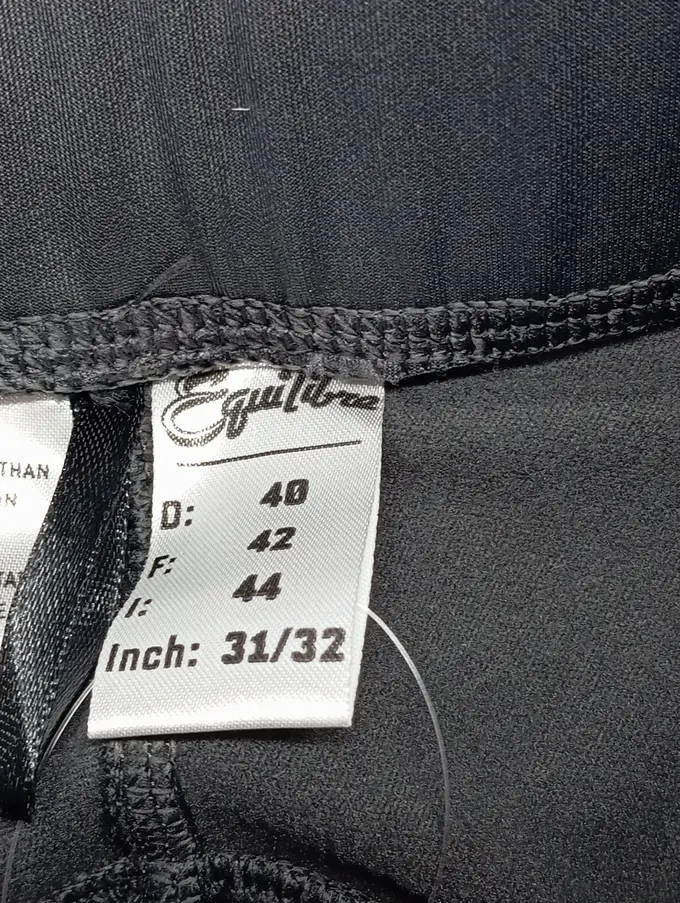 THAN
Equilibre
D: 40
F: 42
I: 44
Inch: 31/32